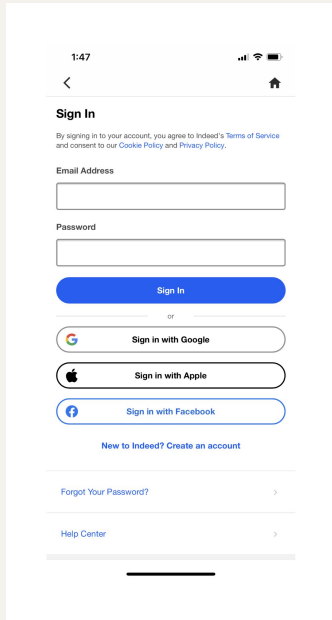 1:47
Sign In
By signing in to your account, you agree to Indeed's Terms of Service
and consent to our Cookie Policy and Privacy Policy.
Email Address
Password
Sign In
or
Sign in with Google
Sign in with Apple
Sign in with Facebook
New to Indeed? Create an account
Forgot Your Password?
Help Center